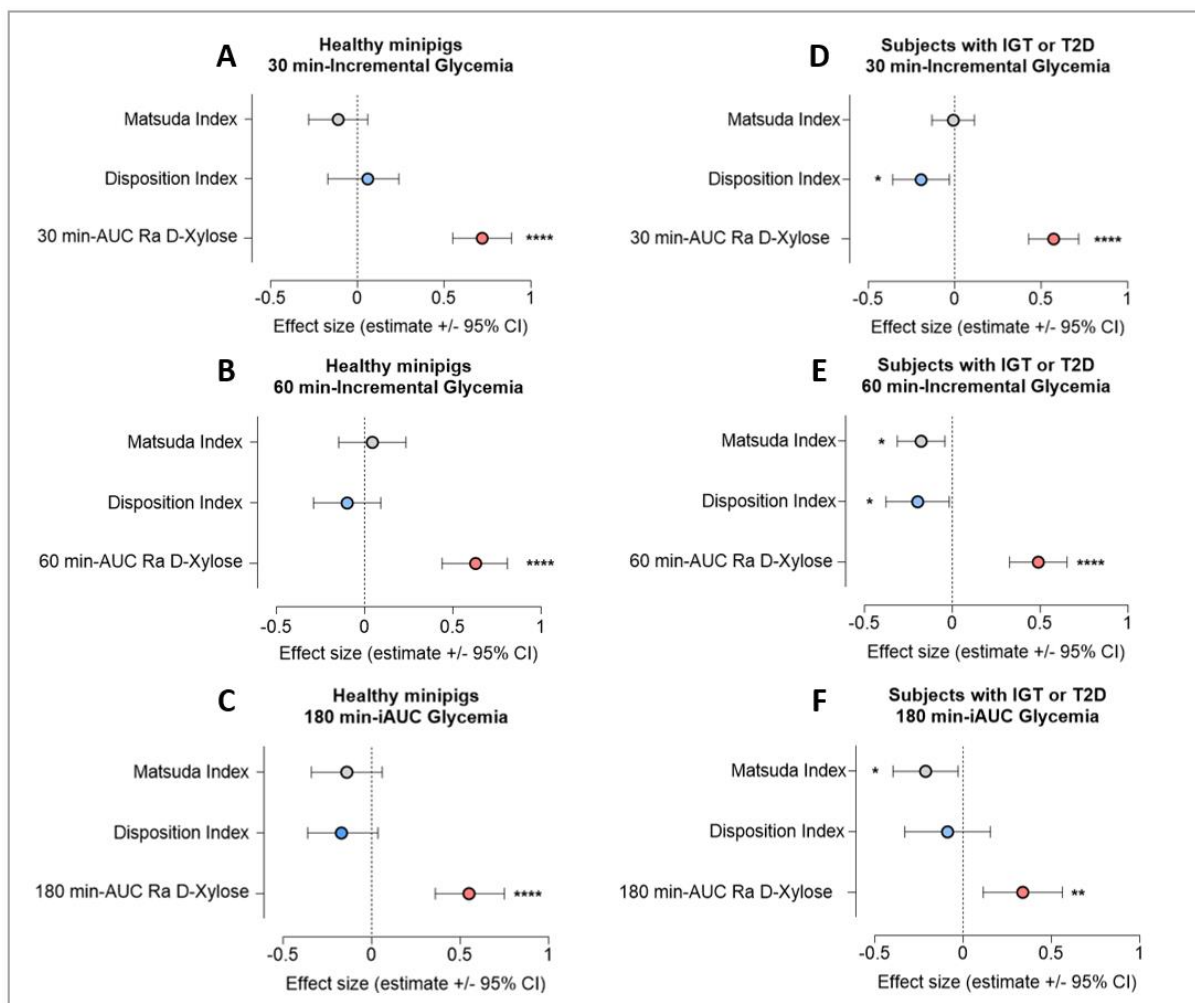 A
Healthy minipigs
30 min-Incremental Glycemia
Matsuda Index
Disposition Index
30 min-AUC Ra D-Xylose
****
-0.5 0 0.5 1
Effect size (estimate +/- 95% CI)
B
Healthy minipigs
60 min-Incremental Glycemia
Matsuda Index
Disposition Index
60 min-AUC Ra D-Xylose
****
-0.5 0 0.5 1
Effect size (estimate +/- 95% CI)
C
Healthy minipigs
180 min-iAUC Glycemia
Matsuda Index
Disposition Index
180 min-AUC Ra D-Xylose
****
-0.5 0 0.5 1
Effect size (estimate +/- 95% CI)
D
Subjects with IGT or T2D
30 min-Incremental Glycemia
Matsuda Index
Disposition Index *
30 min-AUC Ra D-Xylose
****
-0.5 0 0.5 1
Effect size (estimate +/- 95% CI)
E
Subjects with IGT or T2D
60 min-Incremental Glycemia
Matsuda Index *
Disposition Index *
60 min-AUC Ra D-Xylose
****
-0.5 0 0.5 1
Effect size (estimate +/- 95% CI)
F
Subjects with IGT or T2D
180 min-iAUC Glycemia
Matsuda Index *
Disposition Index
180 min-AUC Ra D-Xylose
**
-0.5 0 0.5 1
Effect size (estimate +/- 95% CI)